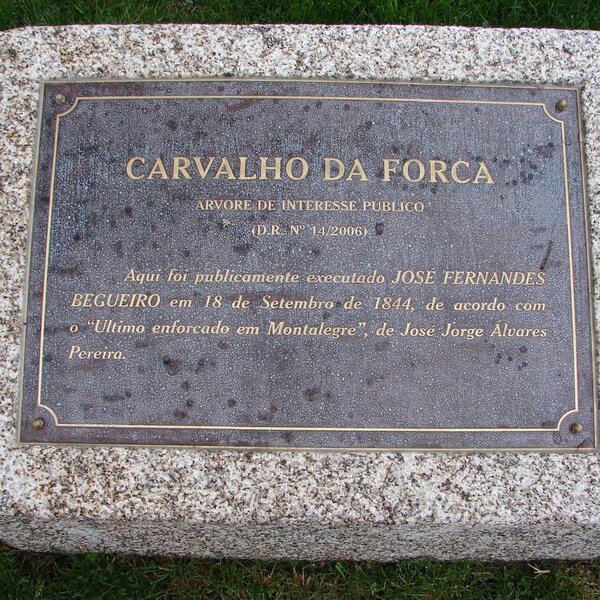 CARVALHO DA FORCA
ARVORE DE INTERESSE PUBLICO
(D.R. Nº 14/2006)
Aqui foi publicamente executado JOSE FERNANDES
BEGUEIRO em 18 de Setembro de 1844, de acordo com
o “Ultimo enforcado em Montalegre”, de José Jorge Álvares
Pereira.